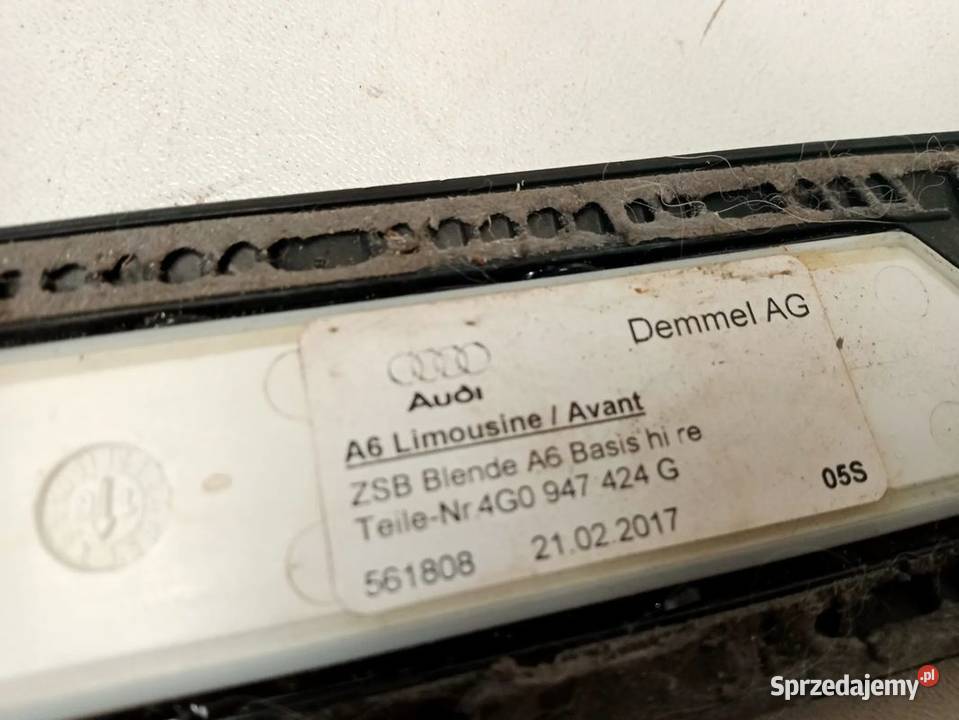 Demmel AG
Audi
A6 Limousine / Avant
ZSB Blende A6 Basis hi re
Teile-Nr.4G0 947 424 G
05S
561808 21.02.2017
Sprzedajemy.pl